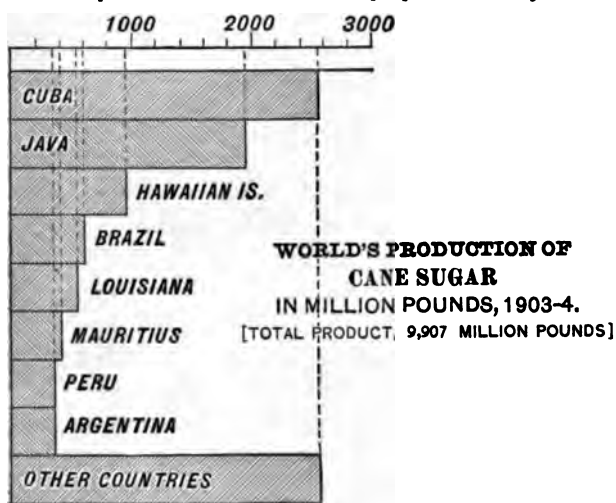 1000 2000 3000
CUBA
JAVA
HAWAIIAN IS.
BRAZIL
LOUISIANA
MAURITIUS
PERU
ARGENTINA
OTHER COUNTRIES
WORLD'S PRODUCTION OF
CANE SUGAR
IN MILLION POUNDS, 1903-4.
[TOTAL PRODUCT, 9,907 MILLION POUNDS]